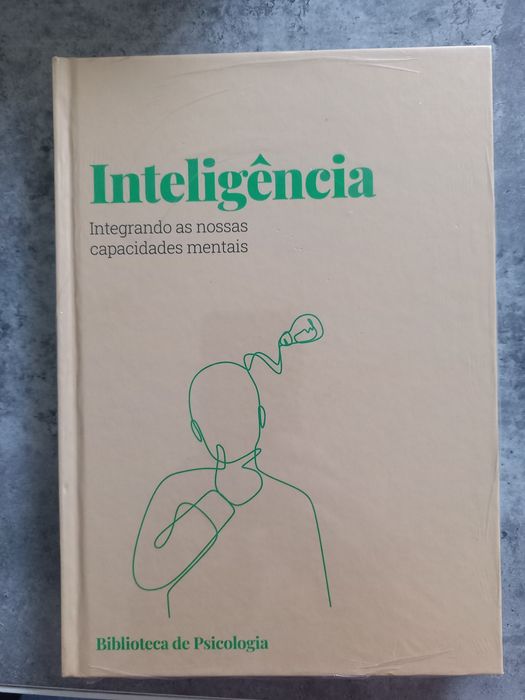 Inteligência
Integrando as nossas
capacidades mentais
Biblioteca de Psicologia